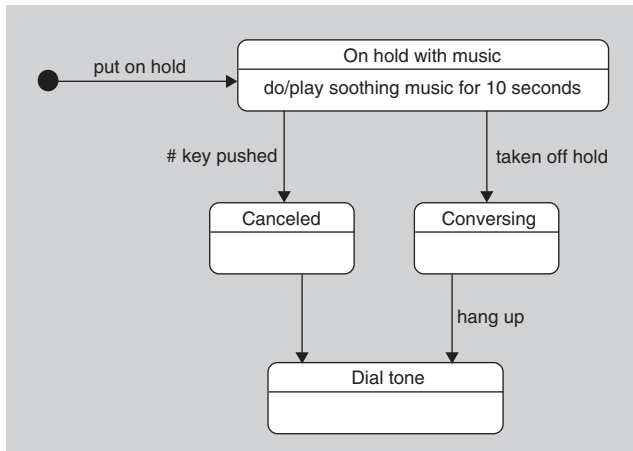 put on hold
On hold with music
do/play soothing music for 10 seconds
# key pushed
taken off hold
Canceled
Conversing
hang up
Dial tone